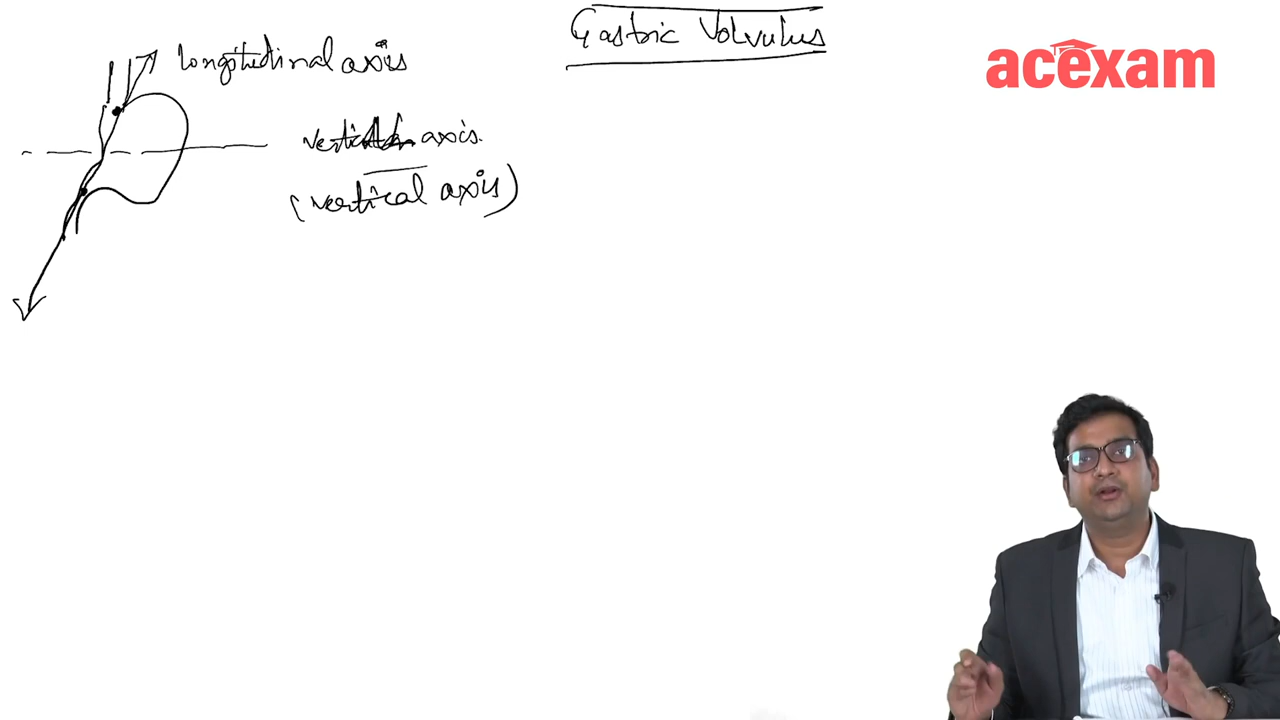 Gastric Volvulus
acexam
longitudinal axis
axis.
(vertical axis)